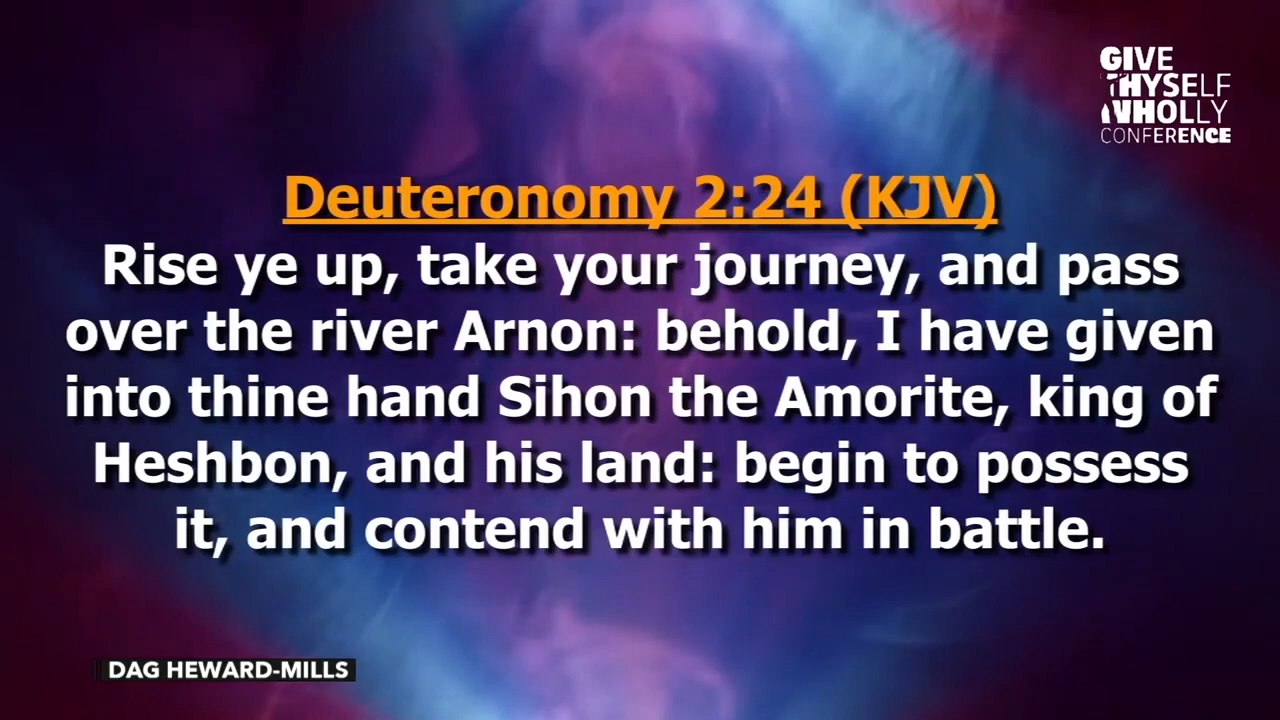 GIVE
THYSELF
WHOLLY
CONFERENCE
Deuteronomy 2:24 (KJV)
Rise ye up, take your journey, and pass
over the river Arnon: behold, I have given
into thine hand Sihon the Amorite, king of
Heshbon, and his land: begin to possess
it, and contend with him in battle.
DAG HEWARD-MILLS